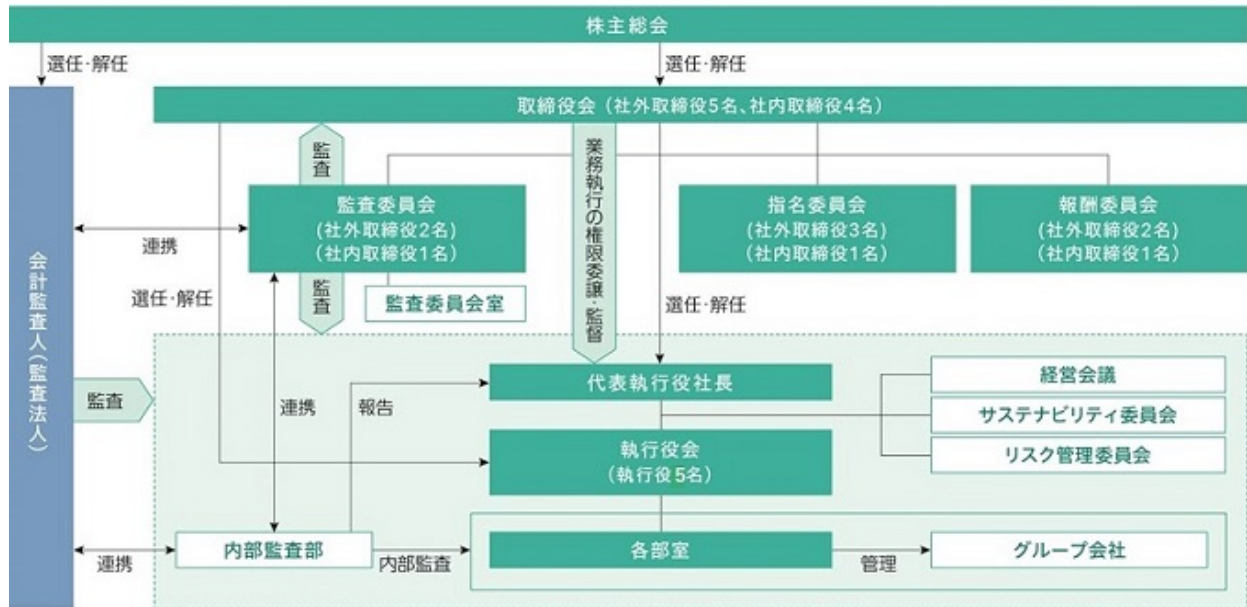 株主総会
選任・解任
選任・解任
取締役会（社外取締役5名、社内取締役4名）
監査
業務執行の権限委譲・監督
監査委員会
(社外取締役2名)
(社内取締役1名)
指名委員会
(社外取締役3名)
(社内取締役1名)
報酬委員会
(社外取締役2名)
(社内取締役1名)
連携
会計監査人(監査法人)
選任・解任
監査
監査委員会室
選任・解任
代表執行役社長
経営会議
監査
連携
報告
サステナビリティ委員会
執行役会
(執行役5名)
リスク管理委員会
連携
内部監査部
内部監査
各部室
管理
グループ会社